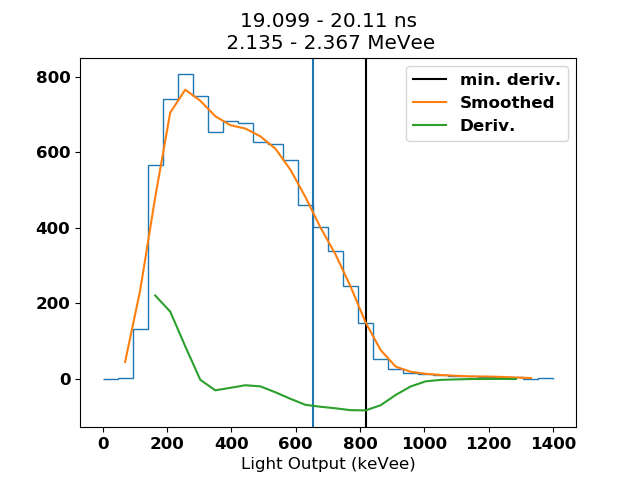 19.099 - 20.11 ns
2.135 - 2.367 MeVee
min. deriv.
Smoothed
Deriv.
800
600
400
200
0
0 200 400 600 800 1000 1200 1400
Light Output (keVee)